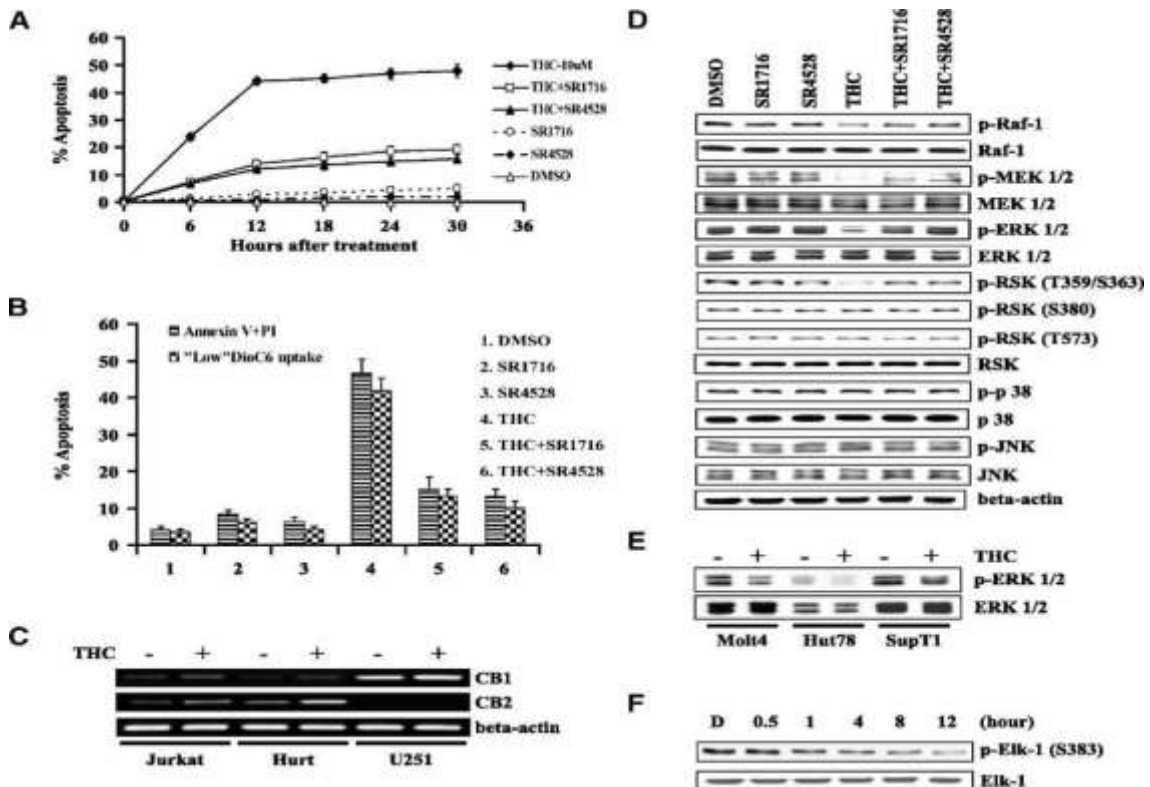 A
60
50
40
30
20
10
0
% Apoptosis
0 6 12 18 24 30 36
Hours after treatment
THC-10uM
THC+SR1716
THC+SR4528
SR1716
SR4528
DMSO
B
60
50
40
30
20
10
0
% Apoptosis
Annexin V+PI
"Low"DioC6 uptake
1 2 3 4 5 6
1. DMSO
2. SR1716
3. SR4528
4. THC
5. THC+SR1716
6. THC+SR4528
C
THC - + - + - +
CB1
CB2
beta-actin
Jurkat Hurt U251
D
DMSO SR1716 SR4528 THC THC+SR1716 THC+SR4528
p-Raf-1
Raf-1
p-MEK 1/2
MEK 1/2
p-ERK 1/2
ERK 1/2
p-RSK (T359/S363)
p-RSK (S380)
p-RSK (T573)
RSK
p-p 38
p 38
p-JNK
JNK
beta-actin
E
- + - + - + THC
p-ERK 1/2
ERK 1/2
Molt4 Hut78 SupT1
F
D 0.5 1 4 8 12 (hour)
p-Elk-1 (S383)
Elk-1